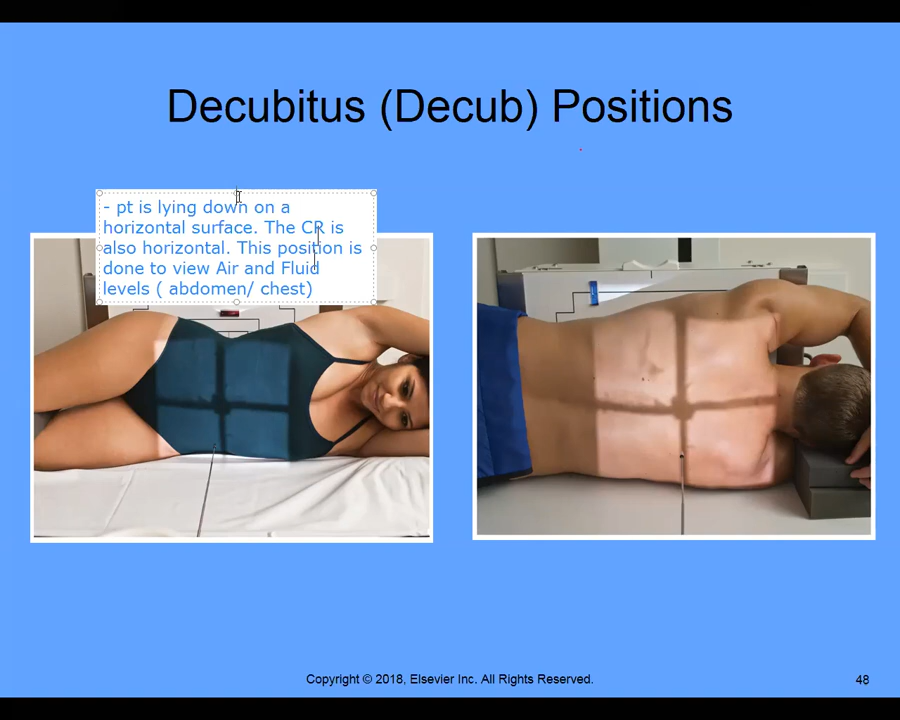 Decubitus (Decub) Positions
- pt is lying down on a
horizontal surface. The CR is
also horizontal. This position is
done to view Air and Fluid
levels ( abdomen/ chest)
Copyright © 2018, Elsevier Inc. All Rights Reserved.
48